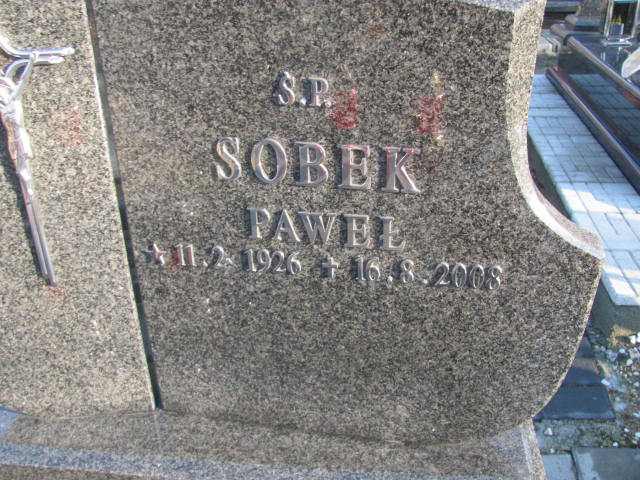 Ś.P.
SOBEK
PAWEŁ
* 11.2.1926 ✝ 16.8.2008